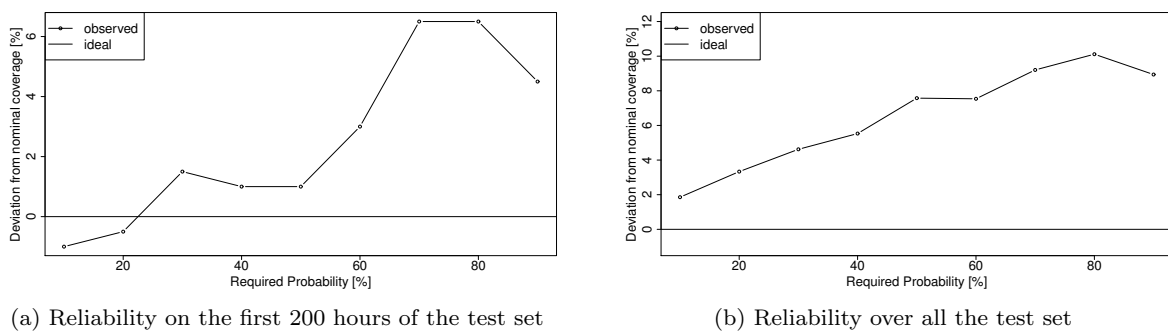 observed
ideal
Deviation from nominal coverage [%]
0
2
4
6
20
40
60
80
Required Probability [%]
(a) Reliability on the first 200 hours of the test set
observed
ideal
Deviation from nominal coverage [%]
0
2
4
6
8
10
12
20
40
60
80
Required Probability [%]
(b) Reliability over all the test set